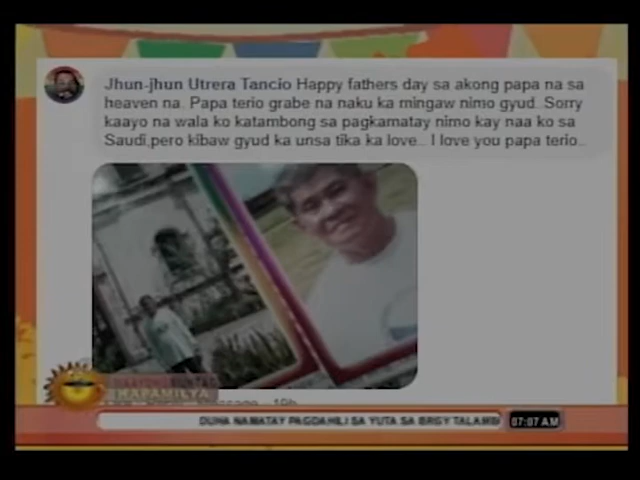 Jhun-jhun Utrera Tancio Happy fathers day sa akong papa na sa
heaven na. Papa terio grabe na naku ka mingaw nimo gyud..Sorry
kaayo na wala ko katambong sa pagkamatay nimo kay naa ko sa
Saudi,pero kibaw gyud ka unsa tika ka love.. I love you papa terio..
KAPAMILYA
DUHA NAMATAY PAGDAHILI SA YUTA SA BRGY TALAMB
07:07 AM